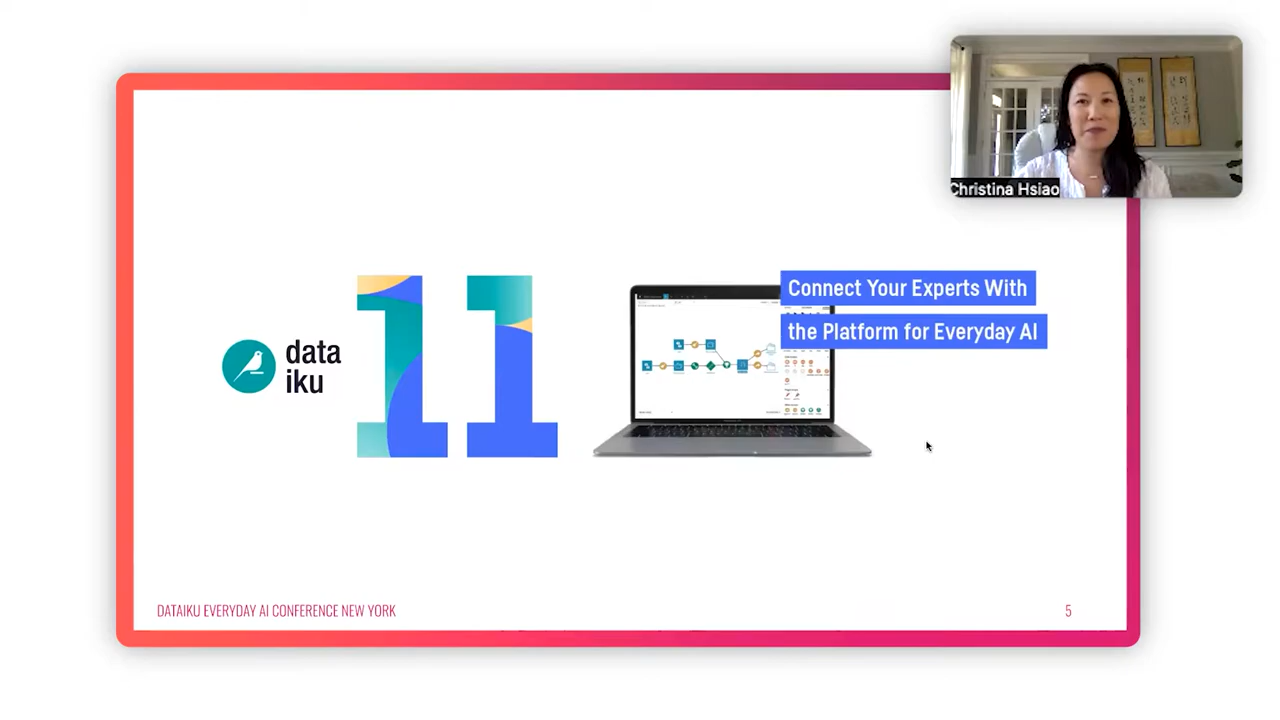 Christina Hsiao
data
iku
11
Connect Your Experts With
the Platform for Everyday AI
DATAIKU EVERYDAY AI CONFERENCE NEW YORK
5